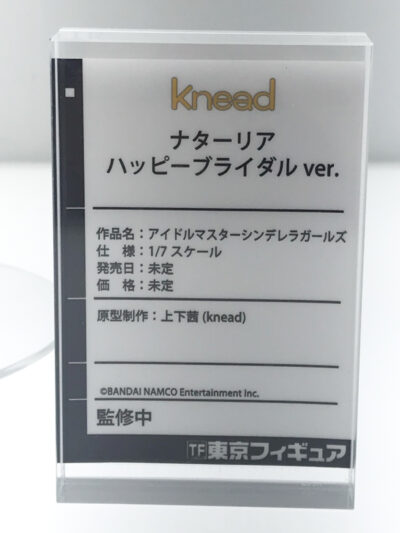 knead
ナターリア
ハッピーブライダル ver.
作品名：アイドルマスターシンデレラガールズ
仕　様：1/7 スケール
発売日：未定
価　格：未定
原型制作：上下茜 (knead)
©BANDAI NAMCO Entertainment Inc.
監修中
TF 東京フィギュア